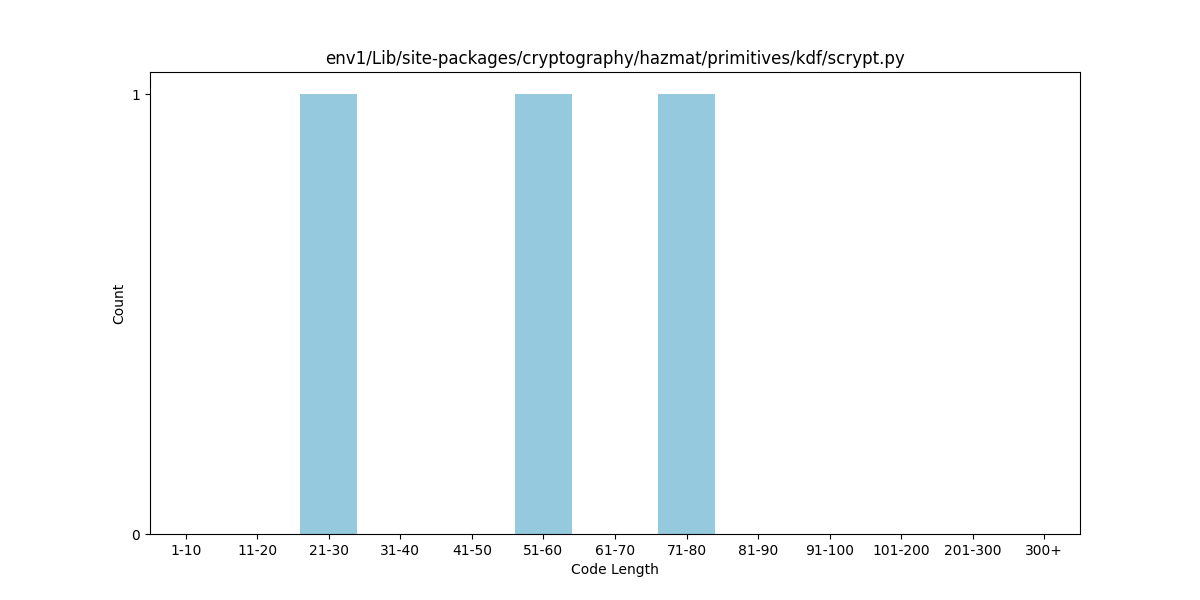 env1/Lib/site-packages/cryptography/hazmat/primitives/kdf/scrypt.py
1
0
Count
1-10 11-20 21-30 31-40 41-50 51-60 61-70 71-80 81-90 91-100 101-200 201-300 300+
Code Length